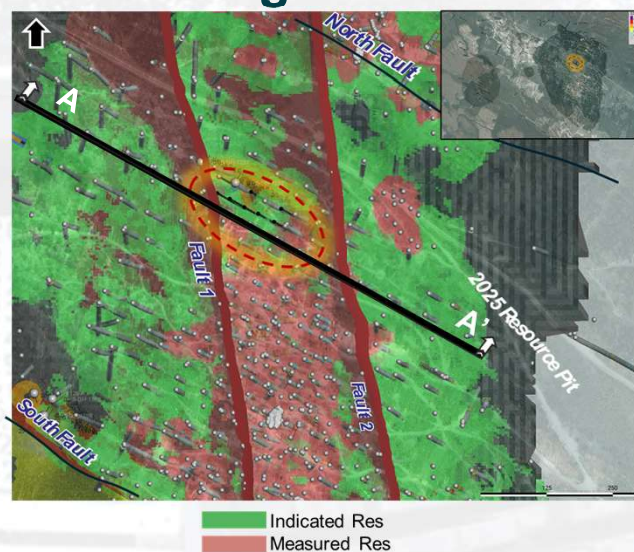 North Fault
A
Fault 1
2025 Resource Pit
A'
Fault 2
South Fault
125
250
Indicated Res
Measured Res